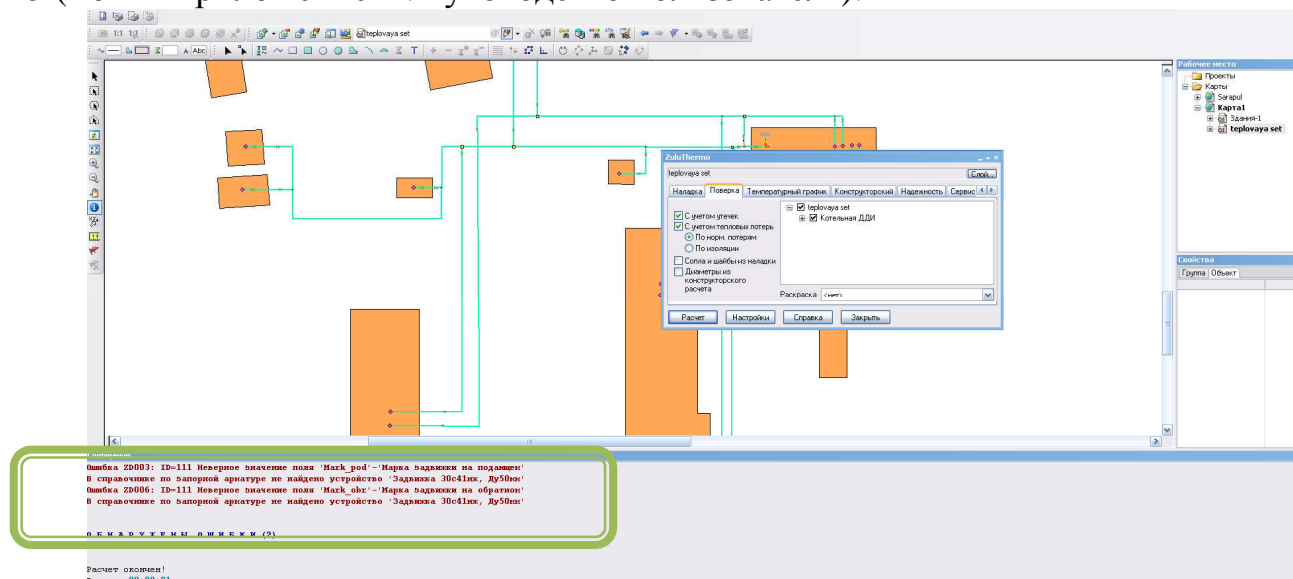 teplovaya set
Abc
T
Рабочее место
Проекты
Карты
Sarapul
Карта1
Здания-1
teplovaya set
ZuluThermo
teplovaya set
Слой...
Наладка Поверка Температурный график Конструкторский Надежность Сервис
С учетом утечек
С учетом тепловых потерь
По норм. потерям
По изоляции
Сопла и шайбы из наладки
Диаметры из
конструкторского
расчета
teplovaya set
Котельная ДДИ
Раскраска <нет>
Расчет Настройки Справка Закрыть
Свойства
Группа Объект
Ошибка ZD003: ID=111 Неверное значение поля 'Mark_pod'-'Марка задвижки на подающем'
В справочнике по запорной арматуре не найдено устройство 'Задвижка 30с41нж, Ду50мм'
Ошибка ZD006: ID=111 Неверное значение поля 'Mark_obr'-'Марка задвижки на обратном'
В справочнике по запорной арматуре не найдено устройство 'Задвижка 30с41нж, Ду50мм'
О Б Н А Р У Ж Е Н Ы О Ш И Б К И (2)
Расчет окончен!